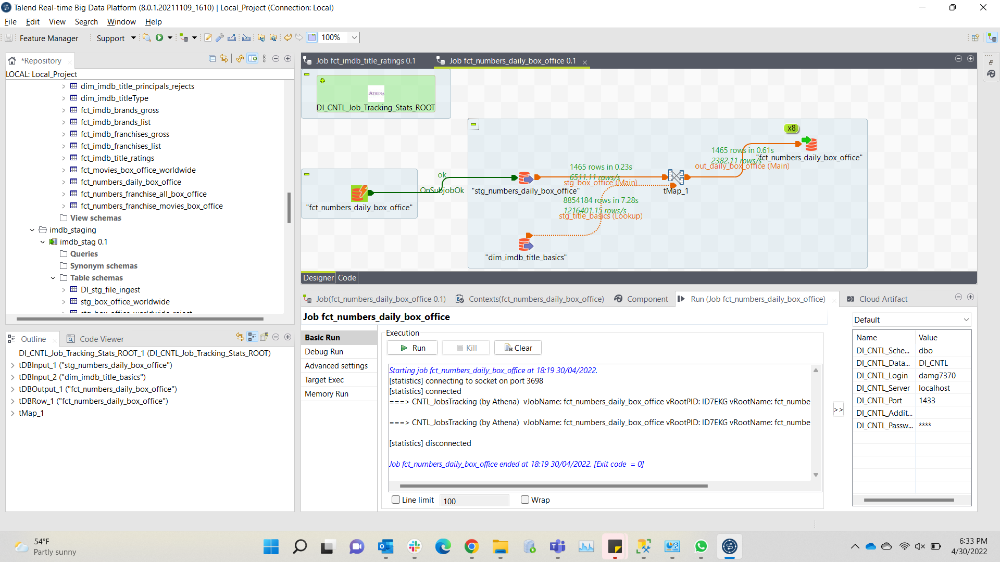 Talend Real-time Big Data Platform (8.0.1.20211109_1610) | Local_Project (Connection: Local)
File Edit View Search Window Help
Feature Manager Support 100%
*Repository
LOCAL: Local_Project
dim_imdb_title_principals_rejects
dim_imdb_titleType
fct_imdb_brands_gross
fct_imdb_brands_list
fct_imdb_franchises_gross
fct_imdb_franchises_list
fct_imdb_title_ratings
fct_movies_box_office_worldwide
fct_numbers_daily_box_office
fct_numbers_franchise_all_box_office
fct_numbers_franchise_movies_box_office
View schemas
imdb_staging
imdb_stag 0.1
Queries
Synonym schemas
Table schemas
DI_stg_file_ingest
stg_box_office_worldwide
stg_box_office_worldwide_reject
Outline Code Viewer
DI_CNTL_Job_Tracking_Stats_ROOT_1 (DI_CNTL_Job_Tracking_Stats_ROOT)
tDBInput_1 ("stg_numbers_daily_box_office")
tDBInput_2 ("dim_imdb_title_basics")
tDBOutput_1 ("fct_numbers_daily_box_office")
tDBRow_1 ("fct_numbers_daily_box_office")
tMap_1
Job fct_imdb_title_ratings 0.1 Job fct_numbers_daily_box_office 0.1
ATHENA
DI_CNTL_Job_Tracking_Stats_ROOT
x8
1465 rows in 0.61s
2382.11 rows/s
"fct_numbers_daily_box_office"
out_daily_box_office (Main)
1465 rows in 0.23s
6511.11 rows/s
stg_box_office (Main)
ok
OnSubjobOk
"stg_numbers_daily_box_office"
tMap_1
"fct_numbers_daily_box_office"
8854184 rows in 7.28s
1216401.15 rows/s
stg_title_basics (Lookup)
"dim_imdb_title_basics"
Designer Code
Job(fct_numbers_daily_box_office 0.1) Contexts(fct_numbers_daily_box_office) Component Run (Job fct_numbers_daily_box_office) Cloud Artifact
Job fct_numbers_daily_box_office
Basic Run
Debug Run
Advanced settings
Target Exec
Memory Run
Execution
Run Kill Clear
Starting job fct_numbers_daily_box_office at 18:19 30/04/2022.
[statistics] connecting to socket on port 3698
[statistics] connected
===> CNTL_JobsTracking (by Athena) vJobName: fct_numbers_daily_box_office vRootPID: ID7EKG vRootName: fct_numbe
===> CNTL_JobsTracking (by Athena) vJobName: fct_numbers_daily_box_office vRootPID: ID7EKG vRootName: fct_numbe
[statistics] disconnected
Job fct_numbers_daily_box_office ended at 18:19 30/04/2022. [Exit code = 0]
Line limit 100 Wrap
>>
Default
Name Value
DI_CNTL_Sche... dbo
DI_CNTL_Data... DI_CNTL
DI_CNTL_Login damg7370
DI_CNTL_Server localhost
DI_CNTL_Port 1433
DI_CNTL_Addit...
DI_CNTL_Passw... ****
54°F
Partly sunny
6:33 PM
4/30/2022